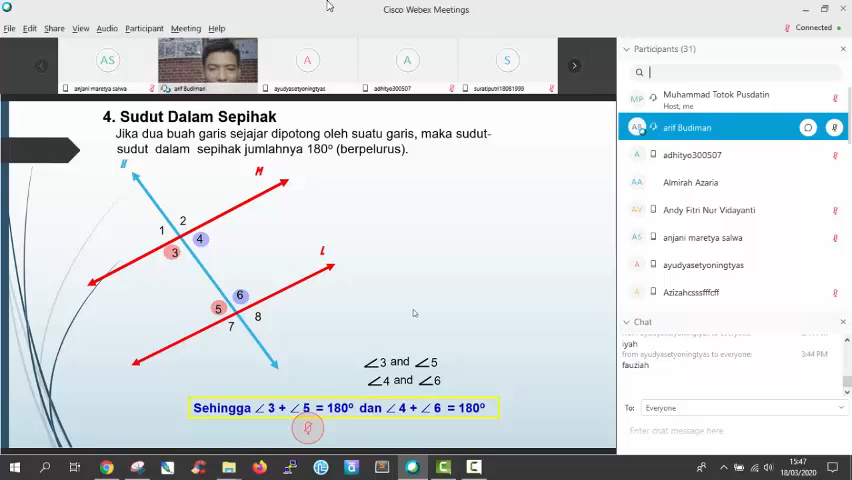 Cisco Webex Meetings
File Edit Share View Audio Participant Meeting Help
Connected
AS
A
A
S
anjani maretya salwa
arif Budiman
ayudyasetyoningtyas
adhityo300507
suratiputri18061999
4. Sudut Dalam Sepihak
Jika dua buah garis sejajar dipotong oleh suatu garis, maka sudut-
sudut dalam sepihak jumlahnya 180° (berpelurus).
M
L
1
2
3
4
5
6
7
8
∠3 and ∠5
∠4 and ∠6
Sehingga ∠ 3 + ∠ 5 = 180° dan ∠ 4 + ∠ 6 = 180°
Participants (31)
MP
Muhammad Totok Pusdatin
Host, me
AB
arif Budiman
A
adhityo300507
AA
Almirah Azaria
AV
Andy Fitri Nur Vidayanti
AS
anjani maretya salwa
A
ayudyasetyoningtyas
A
Azizahcsssfffcff
Chat
iyah
from ayudyasetyoningtyas to everyone:
3:44 PM
fauziah
To:
Everyone
Enter chat message here
15:47
18/03/2020